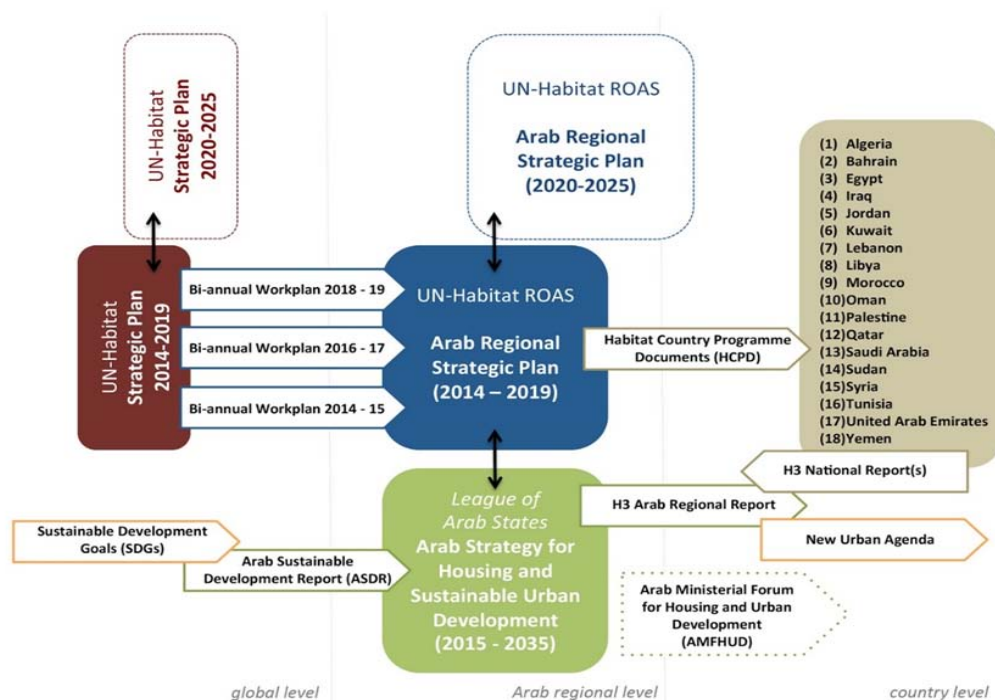 UN-Habitat
Strategic Plan
2020-2025
UN-Habitat ROAS
Arab Regional
Strategic Plan
(2020-2025)
UN-Habitat
Strategic Plan
2014-2019
Bi-annual Workplan 2018 - 19
Bi-annual Workplan 2016 - 17
Bi-annual Workplan 2014 - 15
UN-Habitat ROAS
Arab Regional
Strategic Plan
(2014 – 2019)
Habitat Country Programme
Documents (HCPD)
(1) Algeria
(2) Bahrain
(3) Egypt
(4) Iraq
(5) Jordan
(6) Kuwait
(7) Lebanon
(8) Libya
(9) Morocco
(10) Oman
(11) Palestine
(12) Qatar
(13) Saudi Arabia
(14) Sudan
(15) Syria
(16) Tunisia
(17) United Arab Emirates
(18) Yemen
H3 National Report(s)
H3 Arab Regional Report
New Urban Agenda
Sustainable Development
Goals (SDGs)
Arab Sustainable
Development Report (ASDR)
League of
Arab States
Arab Strategy for
Housing and
Sustainable Urban
Development
(2015 - 2035)
Arab Ministerial Forum
for Housing and Urban
Development
(AMFHUD)
global level
Arab regional level
country level